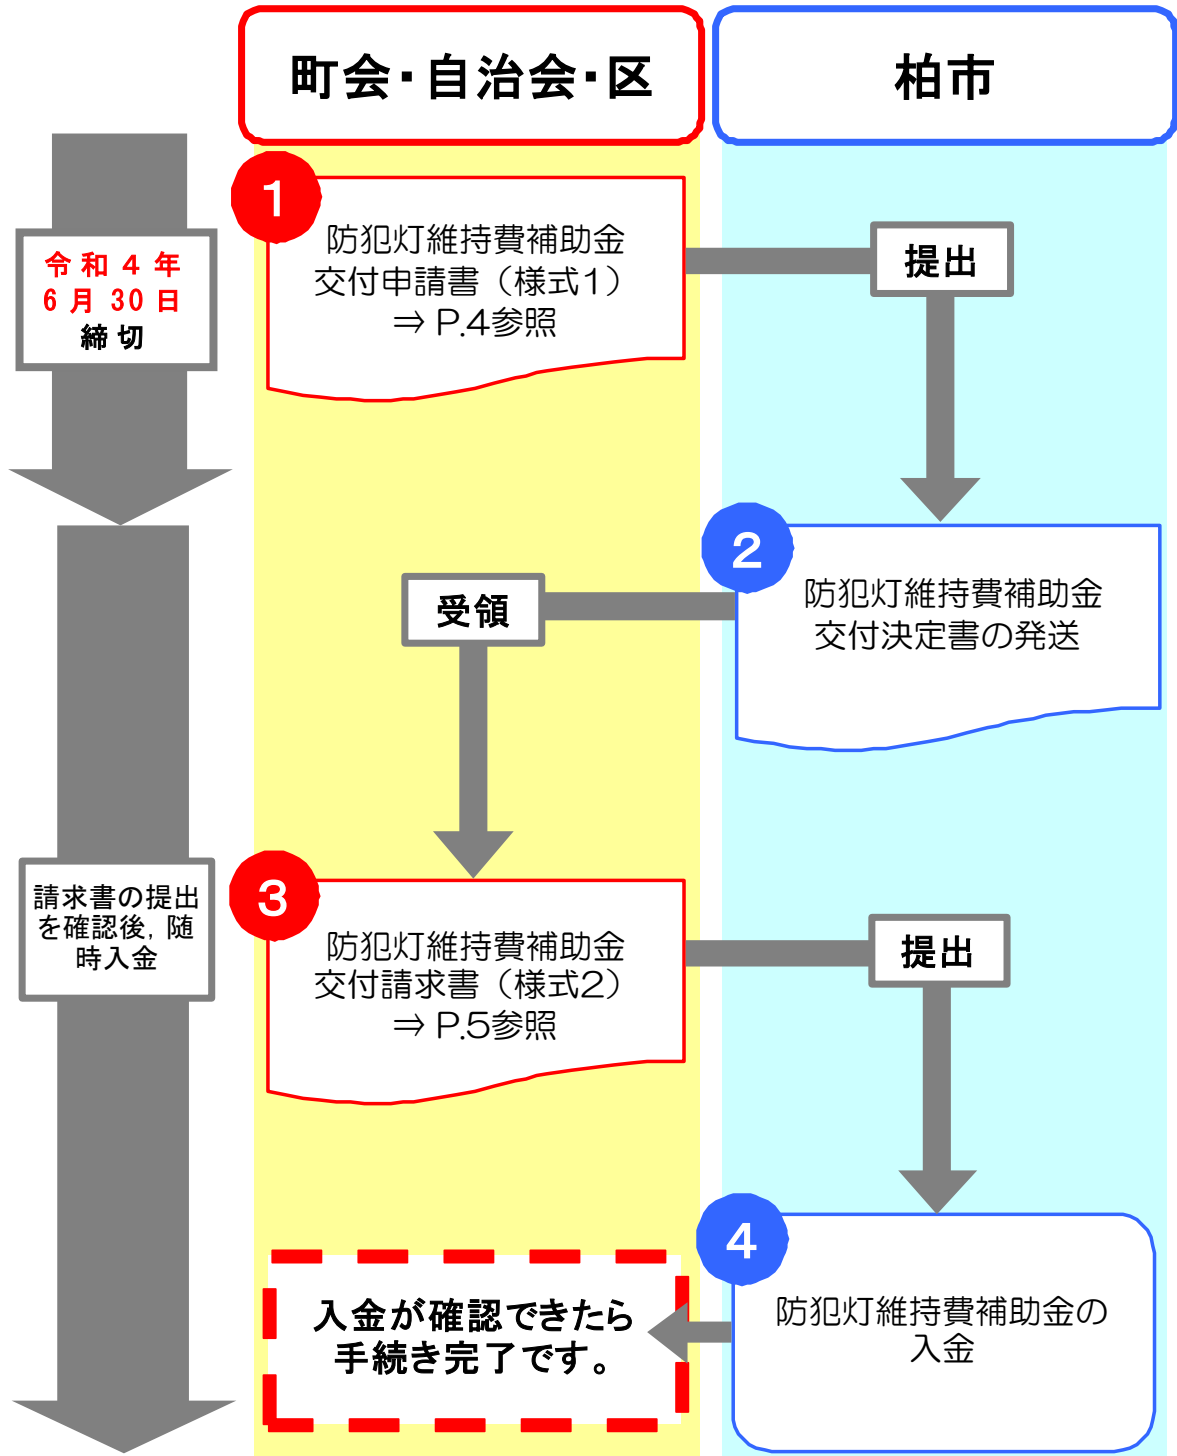 町会・自治会・区
柏市
1
防犯灯維持費補助金
交付申請書（様式1）
⇒ P.4参照
提出
令和４年
6月30日
締切
2
防犯灯維持費補助金
交付決定書の発送
受領
3
防犯灯維持費補助金
交付請求書（様式2）
⇒ P.5参照
提出
請求書の提出
を確認後，随
時入金
4
防犯灯維持費補助金の
入金
入金が確認できたら
手続き完了です。